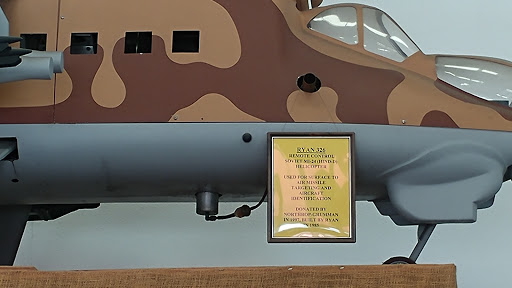 RYAN 326
REMOTE CONTROL
SOVIET MI-24 (HIND-D)
HELICOPTER
USED FOR SURFACE TO
AIR MISSILE
TARGETING AND
AIRCRAFT
IDENTIFICATION
DONATED BY
NORTHROP-GRUMMAN
IN 1997, BUILT BY RYAN
IN 1985